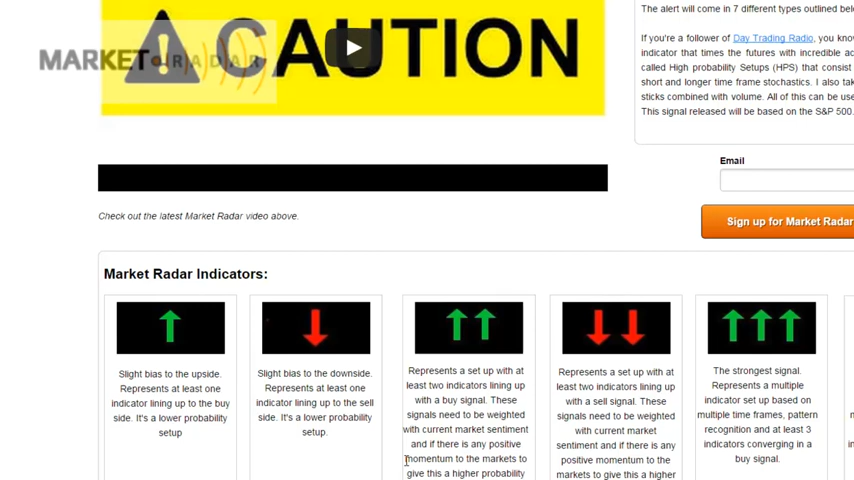 CAUTION
MARKET RADAR
The alert will come in 7 different types outlined
If you're a follower of Day Trading Radio, you
indicator that times the futures with incredible
called High probability Setups (HPS) that consist
short and longer time frame stochastics. I also
sticks combined with volume. All of this can be
This signal released will be based on the S&P 500.
Email
Sign up for Market Radar
Check out the latest Market Radar video above.
Market Radar Indicators:
Slight bias to the upside.
Represents at least one
indicator lining up to the buy
side. It's a lower probability
setup
Slight bias to the downside.
Represents at least one
indicator lining up to the sell
side. It's a lower probability
setup.
Represents a set up with at
least two indicators lining up
with a buy signal. These
signals need to be weighted
with current market sentiment
and if there is any positive
momentum to the markets to
give this a higher probability
Represents a set up with at
least two indicators lining up
with a sell signal. These
signals need to be weighted
with current market
sentiment and if there is any
positive momentum to the
markets to give this a higher
The strongest signal.
Represents a multiple
indicator set up based on
multiple time frames, pattern
recognition and at least 3
indicators converging in a
buy signal.